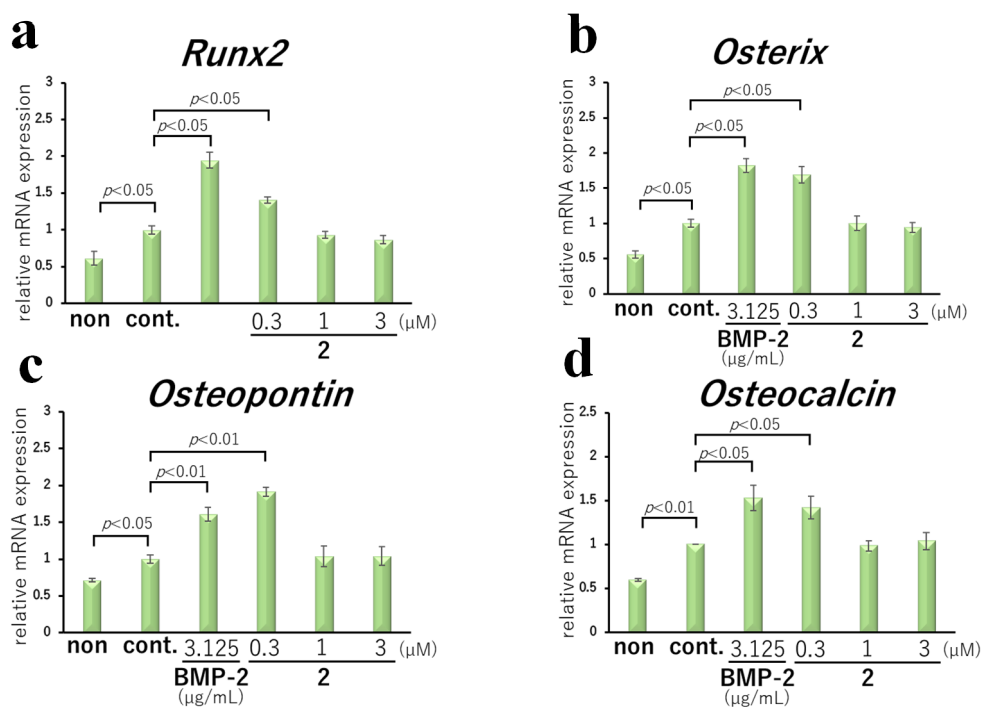 a
Runx2
relative mRNA expression
3
2.5
2
1.5
1
0.5
0
p<0.05
p<0.05
p<0.05
non cont. 0.3 1 3 (μM)
2
b
Osterix
relative mRNA expression
3
2.5
2
1.5
1
0.5
0
p<0.05
p<0.05
p<0.05
non cont. 3.125 0.3 1 3 (μM)
BMP-2 2
(μg/mL)
c
Osteopontin
relative mRNA expression
3
2.5
2
1.5
1
0.5
0
p<0.01
p<0.01
p<0.05
non cont. 3.125 0.3 1 3 (μM)
BMP-2 2
(μg/mL)
d
Osteocalcin
relative mRNA expression
2.5
2
1.5
1
0.5
0
p<0.05
p<0.05
p<0.01
non cont. 3.125 0.3 1 3 (μM)
BMP-2 2
(μg/mL)